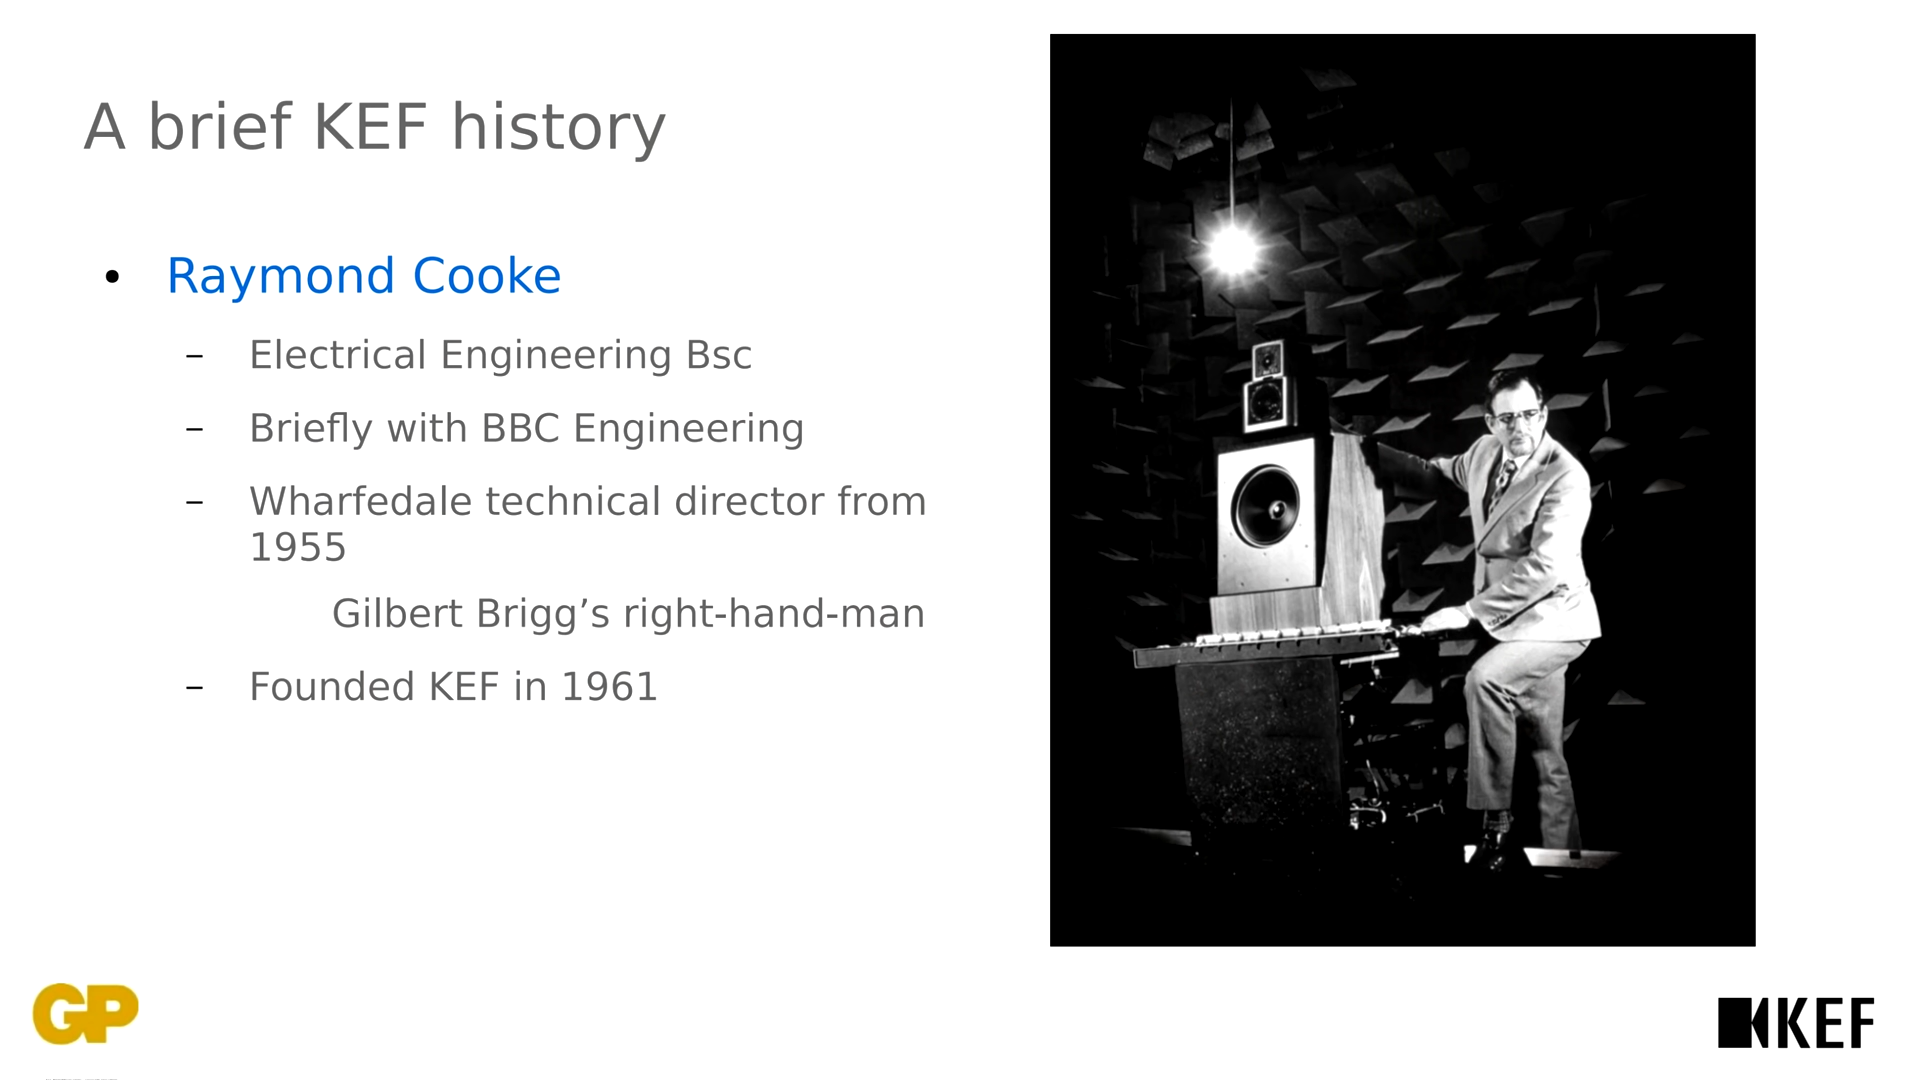 A brief KEF history
• Raymond Cooke
– Electrical Engineering Bsc
– Briefly with BBC Engineering
– Wharfedale technical director from
1955
Gilbert Brigg’s right-hand-man
– Founded KEF in 1961
GP
KEF